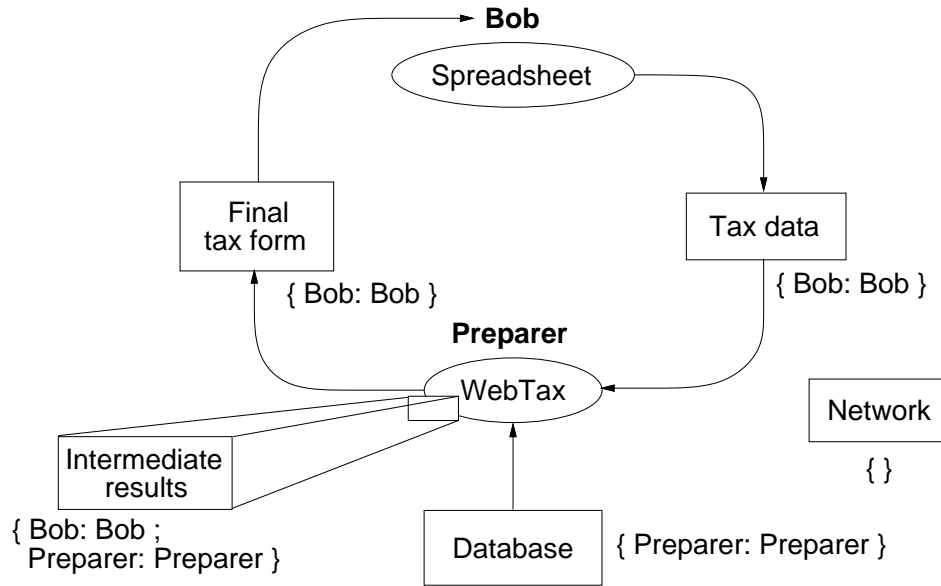 Bob
Spreadsheet
Final
tax form
{ Bob: Bob }
Tax data
{ Bob: Bob }
Preparer
WebTax
Network
{ }
Intermediate
results
{ Bob: Bob ;
Preparer: Preparer }
Database
{ Preparer: Preparer }